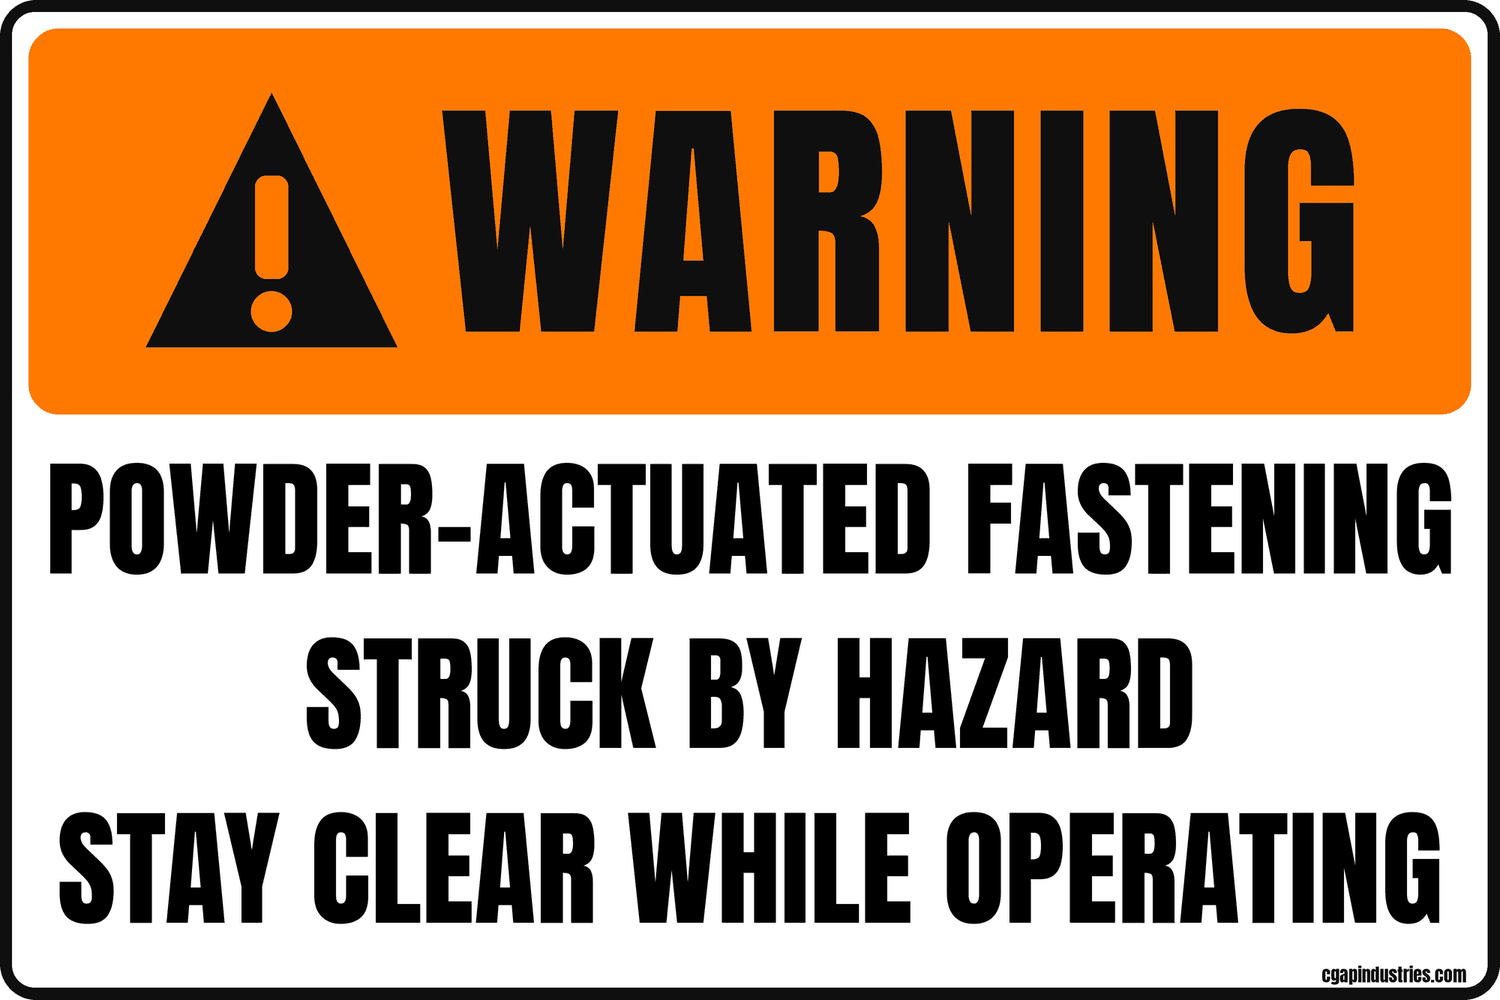 WARNING
POWDER-ACTUATED FASTENING
STRUCK BY HAZARD
STAY CLEAR WHILE OPERATING
cgapindustries.com